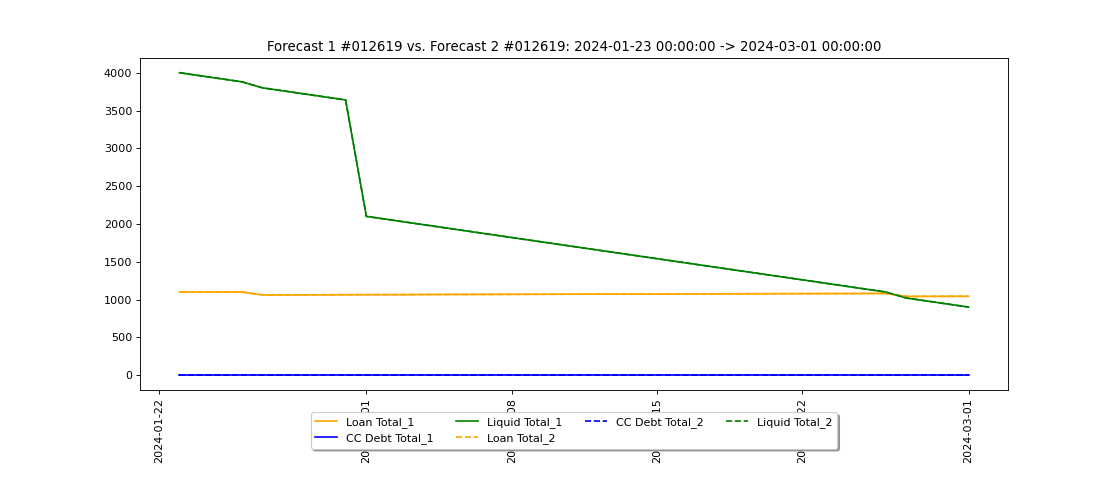 Forecast 1 #012619 vs. Forecast 2 #012619: 2024-01-23 00:00:00 -> 2024-03-01 00:00:00
4000
3500
3000
2500
2000
1500
1000
500
0
2024-01-22
2024-03-01
Loan Total_1
Liquid Total_1
CC Debt Total_2
Liquid Total_2
CC Debt Total_1
Loan Total_2